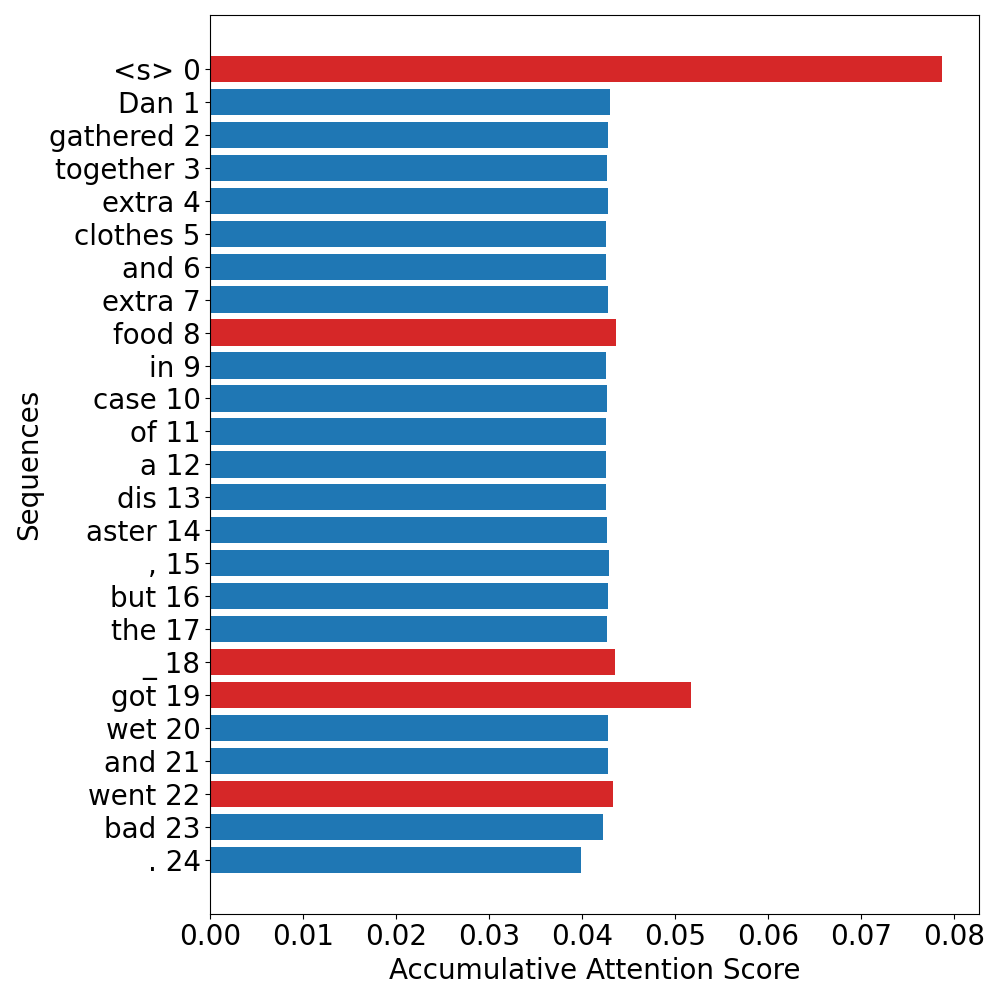 <s> 0
Dan 1
gathered 2
together 3
extra 4
clothes 5
and 6
extra 7
food 8
in 9
case 10
of 11
a 12
dis 13
aster 14
, 15
but 16
the 17
_ 18
got 19
wet 20
and 21
went 22
bad 23
. 24
Sequences
0.00 0.01 0.02 0.03 0.04 0.05 0.06 0.07 0.08
Accumulative Attention Score